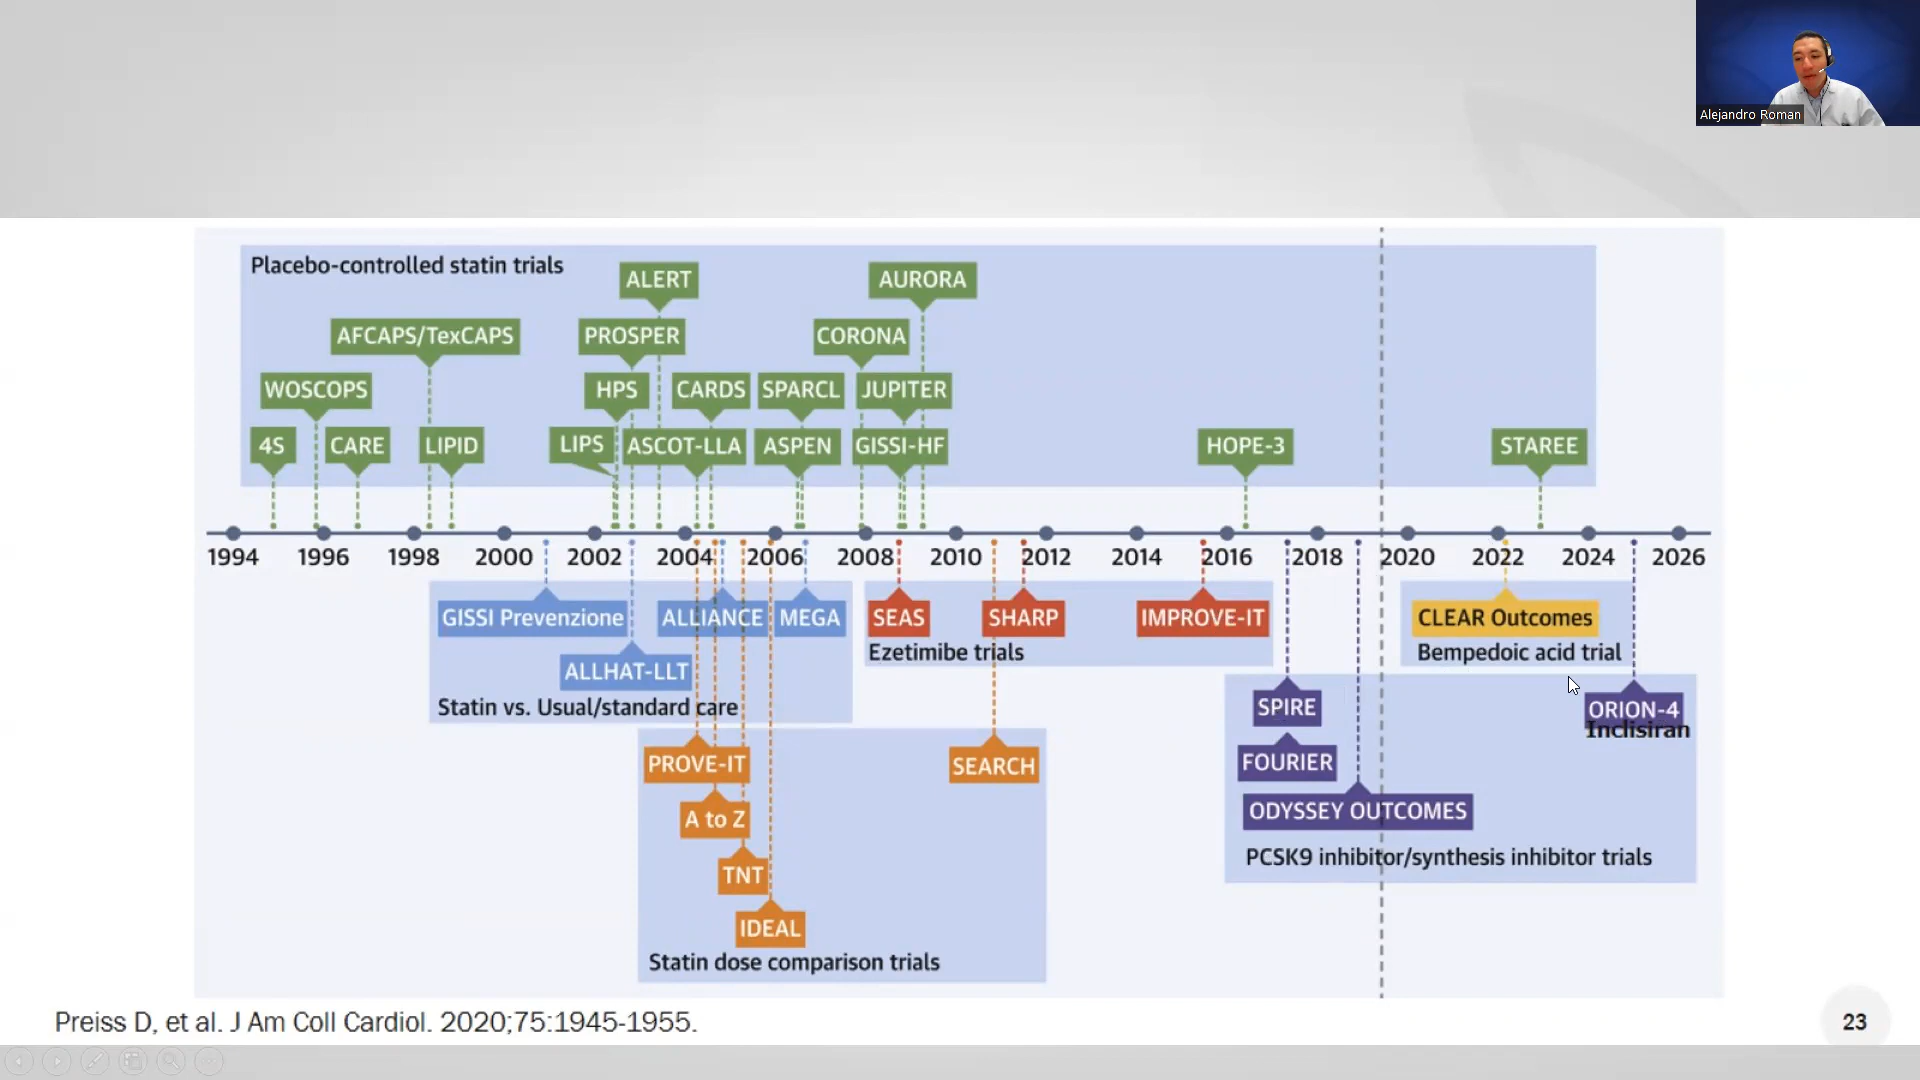 Alejandro Roman
Placebo-controlled statin trials
ALERT
AURORA
AFCAPS/TexCAPS
PROSPER
CORONA
WOSCOPS
HPS
CARDS
SPARCL
JUPITER
4S
CARE
LIPID
LIPS
ASCOT-LLA
ASPEN
GISSI-HF
HOPE-3
STAREE
1994
1996
1998
2000
2002
2004
2006
2008
2010
2012
2014
2016
2018
2020
2022
2024
2026
GISSI Prevenzione
ALLIANCE
MEGA
ALLHAT-LLT
Statin vs. Usual/standard care
SEAS
SHARP
IMPROVE-IT
Ezetimibe trials
CLEAR Outcomes
Bempedoic acid trial
PROVE-IT
SEARCH
A to Z
TNT
IDEAL
Statin dose comparison trials
SPIRE
ORION-4
Inclisiran
FOURIER
ODYSSEY OUTCOMES
PCSK9 inhibitor/synthesis inhibitor trials
Preiss D, et al. J Am Coll Cardiol. 2020;75:1945-1955.
23